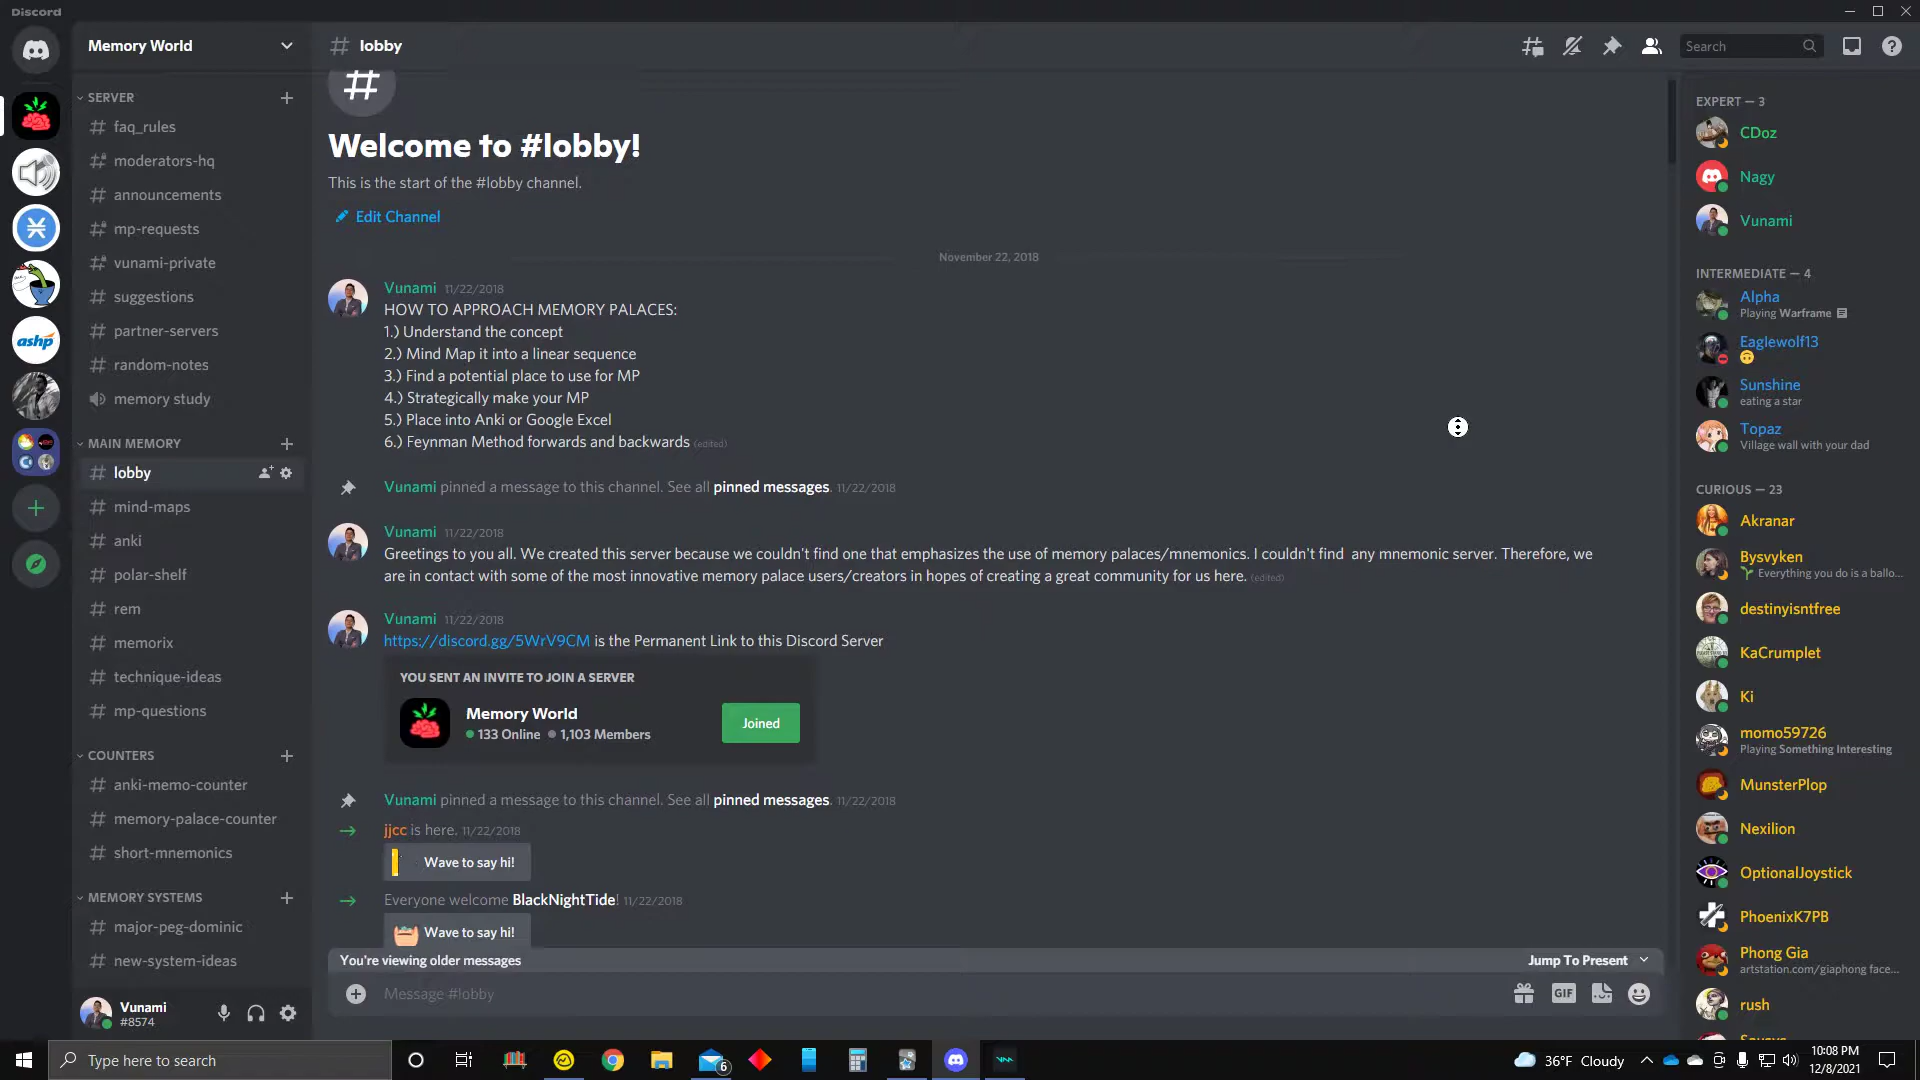 Discord
Memory World
lobby
Search
SERVER
faq_rules
moderators-hq
announcements
mp-requests
vunami-private
suggestions
partner-servers
random-notes
memory study
MAIN MEMORY
lobby
mind-maps
anki
polar-shelf
rem
memorix
technique-ideas
mp-questions
COUNTERS
anki-memo-counter
memory-palace-counter
short-mnemonics
MEMORY SYSTEMS
major-peg-dominic
new-system-ideas
Vunami
#8574
ashp
Welcome to #lobby!
This is the start of the #lobby channel.
Edit Channel
November 22, 2018
Vunami 11/22/2018
HOW TO APPROACH MEMORY PALACES:
1.) Understand the concept
2.) Mind Map it into a linear sequence
3.) Find a potential place to use for MP
4.) Strategically make your MP
5.) Place into Anki or Google Excel
6.) Feynman Method forwards and backwards (edited)
Vunami pinned a message to this channel. See all pinned messages. 11/22/2018
Vunami 11/22/2018
Greetings to you all. We created this server because we couldn't find one that emphasizes the use of memory palaces/mnemonics. I couldn't find any mnemonic server. Therefore, we
are in contact with some of the most innovative memory palace users/creators in hopes of creating a great community for us here. (edited)
Vunami 11/22/2018
https://discord.gg/5WrV9CM is the Permanent Link to this Discord Server
YOU SENT AN INVITE TO JOIN A SERVER
Memory World
133 Online 1,103 Members
Joined
Vunami pinned a message to this channel. See all pinned messages. 11/22/2018
jjcc is here. 11/22/2018
Wave to say hi!
Everyone welcome BlackNightTide! 11/22/2018
Wave to say hi!
You're viewing older messages
Jump To Present
Message #lobby
GIF
EXPERT — 3
CDoz
Nagy
Vunami
INTERMEDIATE — 4
Alpha
Playing Warframe
Eaglewolf13
Sunshine
eating a star
Topaz
Village wall with your dad
CURIOUS — 23
Akranar
Bysvyken
Everything you do is a ballo...
destinyisntfree
KaCrumplet
Ki
momo59726
Playing Something Interesting
MunsterPlop
Nexilion
OptionalJoystick
PhoenixK7PB
Phong Gia
artstation.com/giaphong face...
rush
Type here to search
6
36°F Cloudy
10:08 PM
12/8/2021